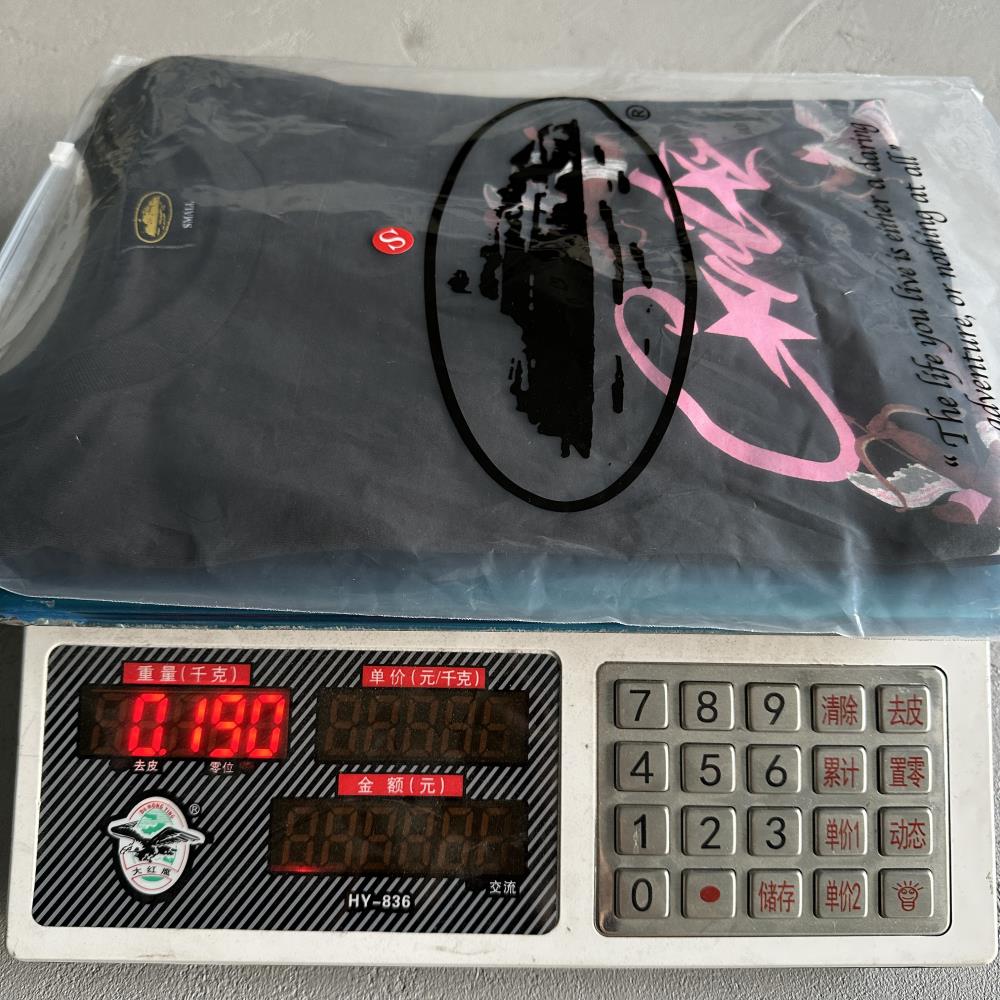 SMALL
S
®
“ The life you live is either a daring
adventure, or nothing at all ”
重量(千克)
0.190
去皮
零位
单价(元/千克)
金额(元)
交流
®
大红鹰
HY-836
7 8 9 清除 去皮
4 5 6 累计 置零
1 2 3 单价1 动态
0 储存 单价2